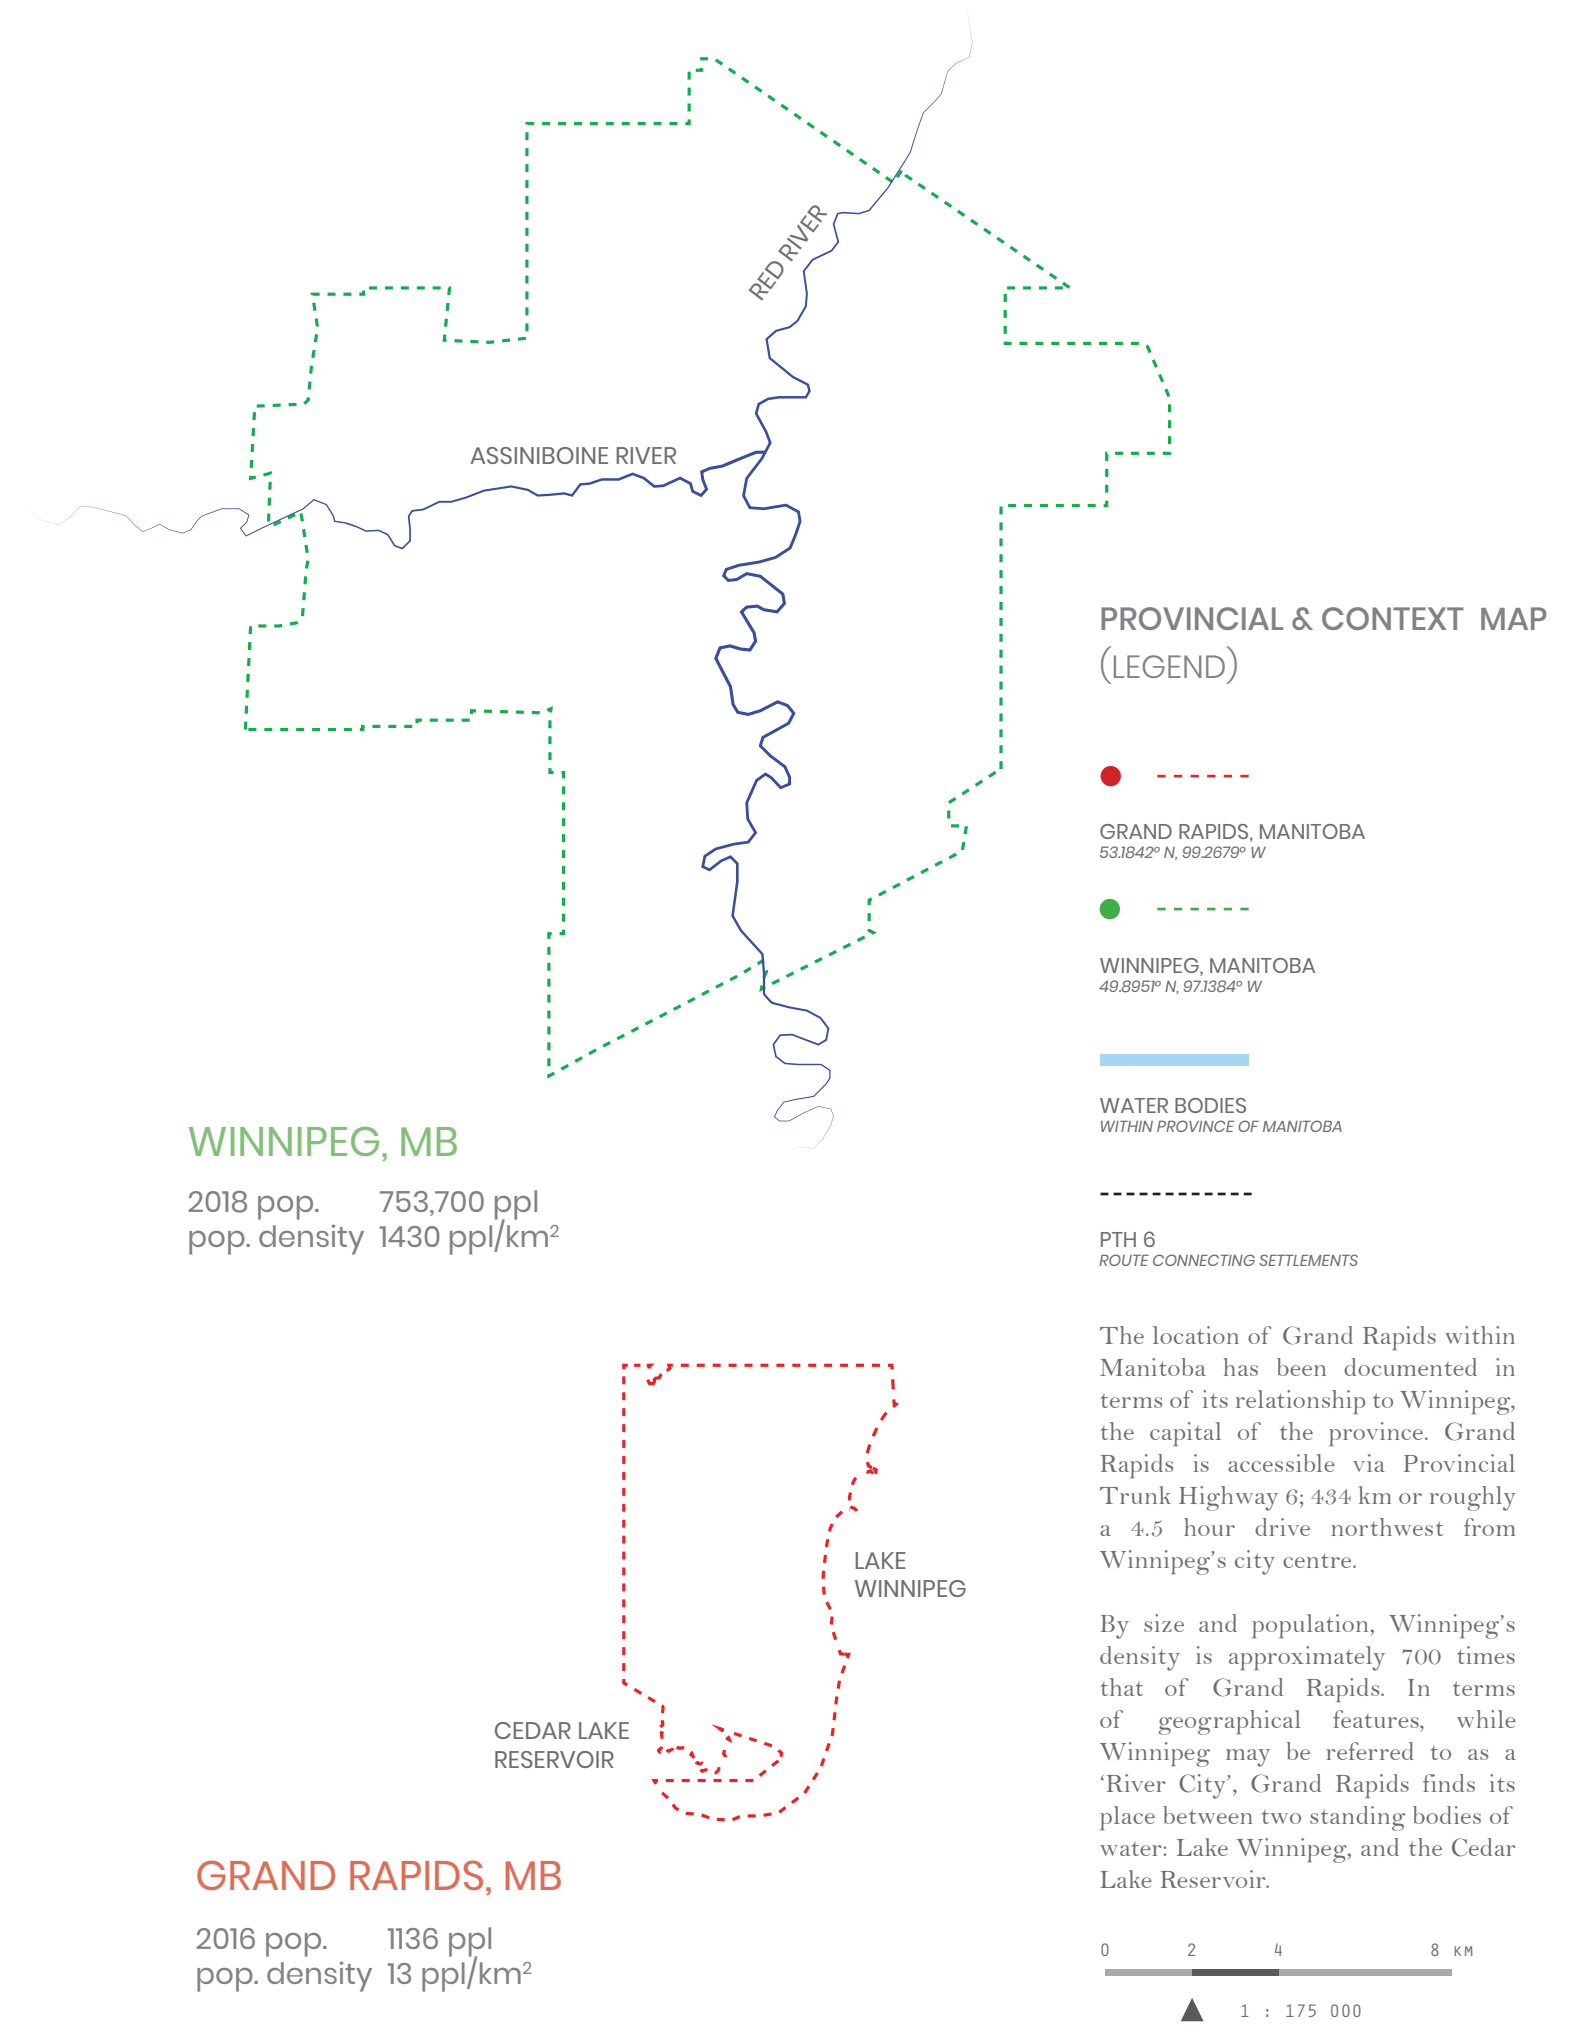 RED RIVER
ASSINIBOINE RIVER
PROVINCIAL & CONTEXT MAP
(LEGEND)
GRAND RAPIDS, MANITOBA
53.1842º N, 99.2679º W
WINNIPEG, MANITOBA
49.8951º N, 97.1384º W
WATER BODIES
WITHIN PROVINCE OF MANITOBA
PTH 6
ROUTE CONNECTING SETTLEMENTS
WINNIPEG, MB
2018 pop. 753,700 ppl
pop. density 1430 ppl/km²
The location of Grand Rapids within
Manitoba has been documented in
terms of its relationship to Winnipeg,
the capital of the province. Grand
Rapids is accessible via Provincial
Trunk Highway 6; 434 km or roughly
a 4.5 hour drive northwest from
Winnipeg’s city centre.
By size and population, Winnipeg’s
density is approximately 700 times
that of Grand Rapids. In terms
of geographical features, while
Winnipeg may be referred to as a
‘River City’, Grand Rapids finds its
place between two standing bodies of
water: Lake Winnipeg, and the Cedar
Lake Reservoir.
LAKE
WINNIPEG
CEDAR LAKE
RESERVOIR
GRAND RAPIDS, MB
2016 pop. 1136 ppl
pop. density 13 ppl/km²
0 2 4 8 KM
1 : 175 000